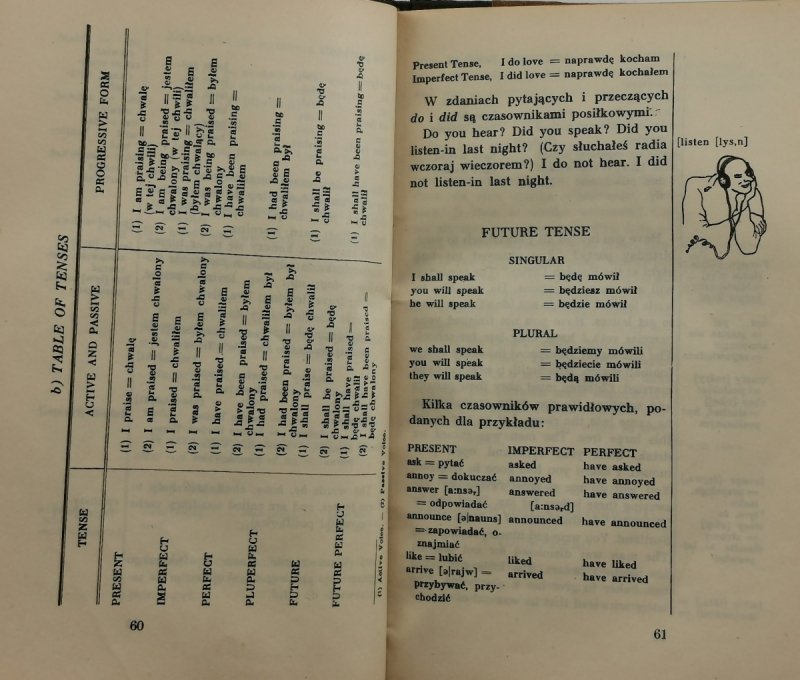 b) TABLE OF TENSES
TENSE
ACTIVE AND PASSIVE
PROGRESSIVE FORM
PRESENT
(1) I praise = chwalę
(2) I am praised = jestem chwalony
(1) I am praising = chwalę
(w tej chwili)
(2) I am being praised = jestem
chwalony (w tej chwili)
IMPERFECT
(1) I praised = chwaliłem
(2) I was praised = byłem chwalony
(1) I was praising = chwaliłem
(byłem chwalący)
(2) I was being praised = byłem
chwalony
PERFECT
(1) I have praised = chwaliłem
(2) I have been praised = byłem
chwalony
(1) I have been praising =
chwaliłem
PLUPERFECT
(1) I had praised = chwaliłem był
(2) I had been praised = byłem był
chwalony
(1) I had been praising =
chwaliłem był
FUTURE
(1) I shall praise = będę chwalił
(2) I shall be praised = będę
chwalony
(1) I shall be praising = będę
chwalił
FUTURE PERFECT
(1) I shall have praised =
będę chwalił
(2) I shall have been praised =
będę chwalony
(1) I shall have been praising = będę
chwalił
(1) Active Voice. — (2) Passive Voice.
60
Present Tense, I do love = naprawdę kocham
Imperfect Tense, I did love = naprawdę kochałem
W zdaniach pytających i przeczących
do i did są czasownikami posiłkowymi:
Do you hear? Did you speak? Did you
listen-in last night? (Czy słuchałeś radia
wczoraj wieczorem?) I do not hear. I did
not listen-in last night.
[listen [lys,n]
FUTURE TENSE
SINGULAR
I shall speak = będę mówił
you will speak = będziesz mówił
he will speak = będzie mówił
PLURAL
we shall speak = będziemy mówili
you will speak = będziecie mówili
they will speak = będą mówili
Kilka czasowników prawidłowych, po-
danych dla przykładu:
PRESENT IMPERFECT PERFECT
ask = pytać asked have asked
annoy = dokuczać annoyed have annoyed
answer [a:nsəᵣ] answered have answered
= odpowiadać [a:nsəᵣd]
announce [ə|nauns] announced have announced
= zapowiadać, o-
znajmiać
like = lubić liked have liked
arrive [ə|rajw] = arrived have arrived
przybywać, przy-
chodzić
61